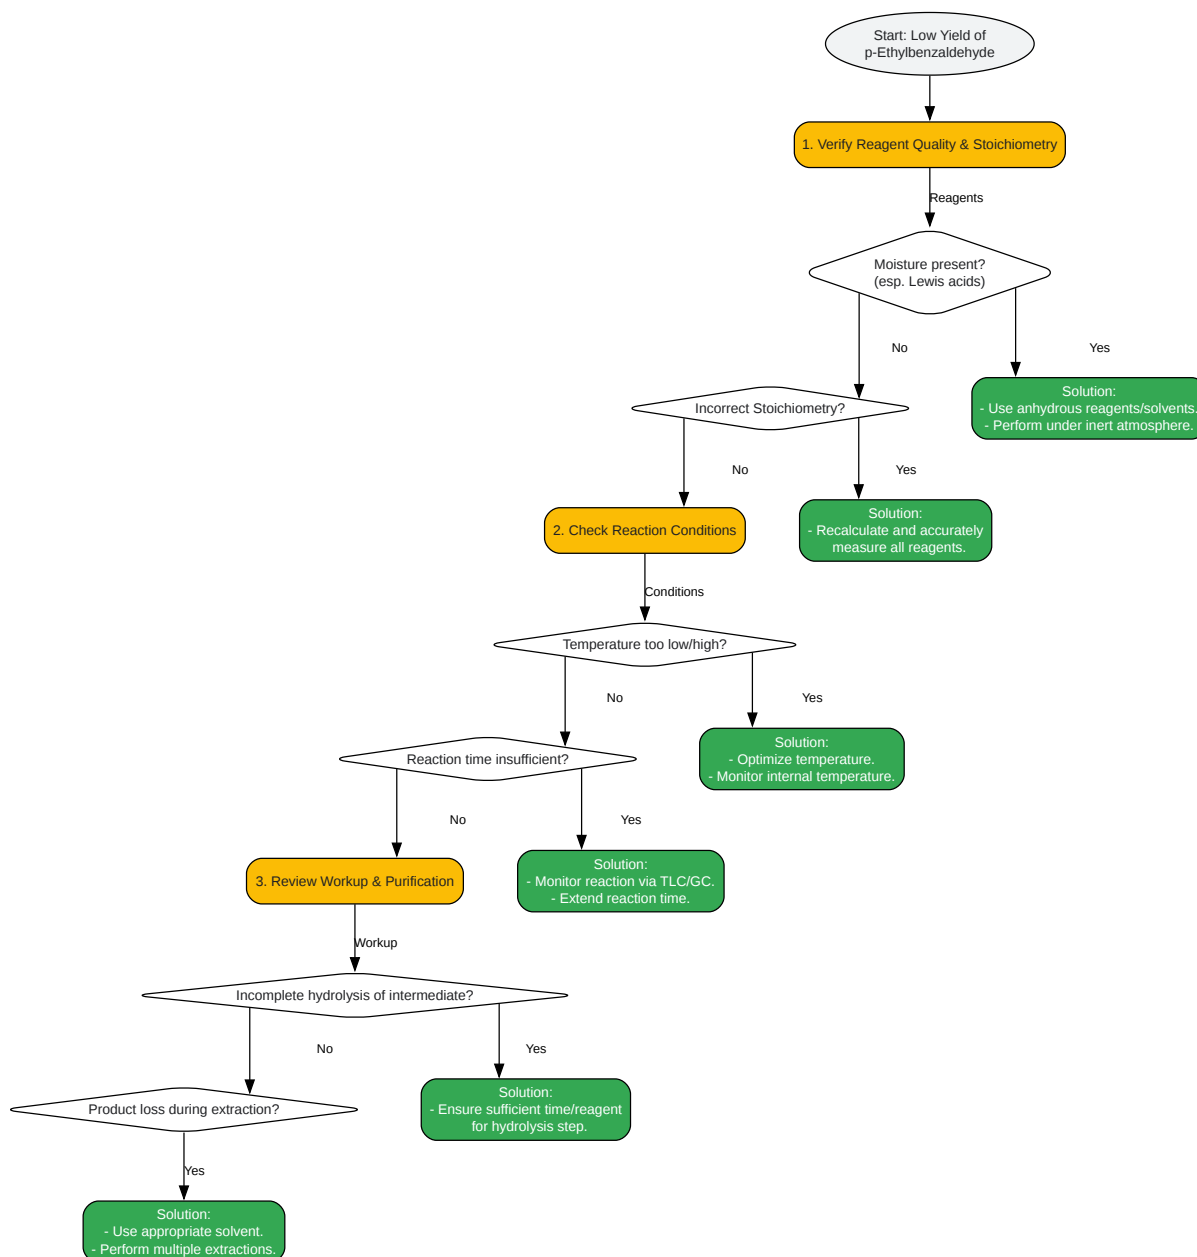 Start: Low Yield of
p-Ethylbenzaldehyde
1. Verify Reagent Quality & Stoichiometry
Reagents
Moisture present?
(esp. Lewis acids)
No
Yes
Solution:
- Use anhydrous reagents/solvents.
- Perform under inert atmosphere.
Incorrect Stoichiometry?
No
Yes
2. Check Reaction Conditions
Solution:
- Recalculate and accurately
measure all reagents.
Conditions
Temperature too low/high?
No
Yes
Solution:
- Optimize temperature.
- Monitor internal temperature.
Reaction time insufficient?
No
Yes
3. Review Workup & Purification
Solution:
- Monitor reaction via TLC/GC.
- Extend reaction time.
Workup
Incomplete hydrolysis of intermediate?
No
Yes
Solution:
- Ensure sufficient time/reagent
for hydrolysis step.
Product loss during extraction?
Yes
Solution:
- Use appropriate solvent.
- Perform multiple extractions.